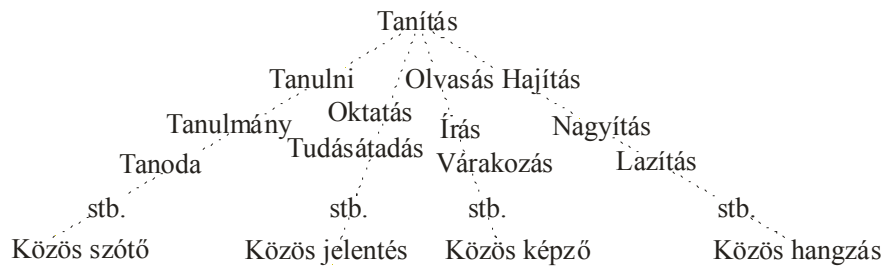 Tanítás
Tanulni Olvasás Hajítás
Oktatás
Tanulmány Írás Nagyítás
Tudásátadás
Tanoda Várakozás Lazítás
stb. stb. stb. stb.
Közös szótő Közös jelentés Közös képző Közös hangzás